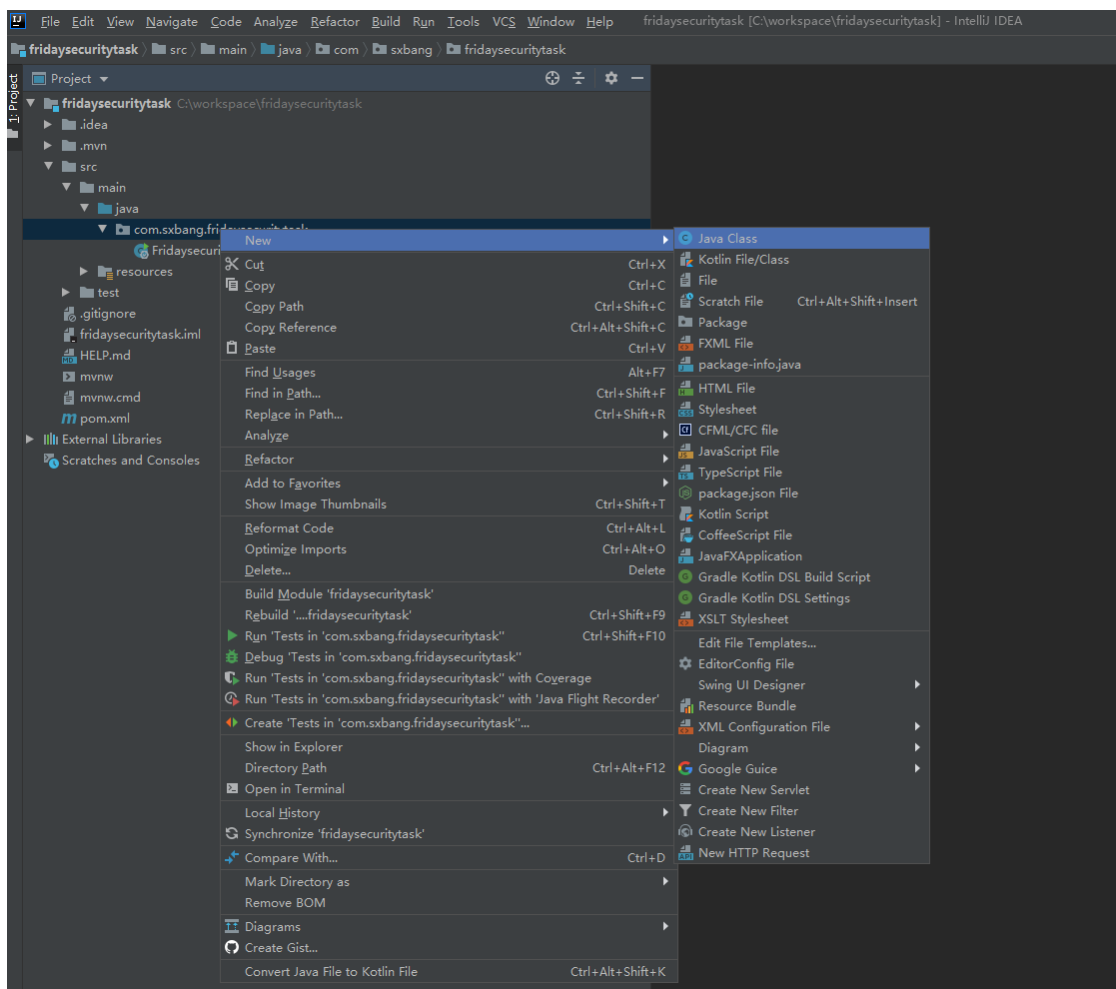 File Edit View Navigate Code Analyze Refactor Build Run Tools VCS Window Help fridaysecuritytask [C:\workspace\fridaysecuritytask] - IntelliJ IDEA
fridaysecuritytask src main java com sxbang fridaysecuritytask
1: Project
Project
fridaysecuritytask C:\workspace\fridaysecuritytask
.idea
.mvn
src
main
java
com.sxbang.fridaysecuritytask
Fridaysecuri
resources
test
.gitignore
fridaysecuritytask.iml
HELP.md
mvnw
mvnw.cmd
pom.xml
External Libraries
Scratches and Consoles
New
Cut Ctrl+X
Copy Ctrl+C
Copy Path Ctrl+Shift+C
Copy Reference Ctrl+Alt+Shift+C
Paste Ctrl+V
Find Usages Alt+F7
Find in Path... Ctrl+Shift+F
Replace in Path... Ctrl+Shift+R
Analyze
Refactor
Add to Favorites
Show Image Thumbnails Ctrl+Shift+T
Reformat Code Ctrl+Alt+L
Optimize Imports Ctrl+Alt+O
Delete... Delete
Build Module 'fridaysecuritytask'
Rebuild '....fridaysecuritytask' Ctrl+Shift+F9
Run 'Tests in 'com.sxbang.fridaysecuritytask'' Ctrl+Shift+F10
Debug 'Tests in 'com.sxbang.fridaysecuritytask''
Run 'Tests in 'com.sxbang.fridaysecuritytask'' with Coverage
Run 'Tests in 'com.sxbang.fridaysecuritytask'' with 'Java Flight Recorder'
Create 'Tests in 'com.sxbang.fridaysecuritytask''...
Show in Explorer
Directory Path Ctrl+Alt+F12
Open in Terminal
Local History
Synchronize 'fridaysecuritytask'
Compare With... Ctrl+D
Mark Directory as
Remove BOM
Diagrams
Create Gist...
Convert Java File to Kotlin File Ctrl+Alt+Shift+K
Java Class
Kotlin File/Class
File
Scratch File Ctrl+Alt+Shift+Insert
Package
FXML File
package-info.java
HTML File
Stylesheet
CFML/CFC file
JavaScript File
TypeScript File
package.json File
Kotlin Script
CoffeeScript File
JavaFXApplication
Gradle Kotlin DSL Build Script
Gradle Kotlin DSL Settings
XSLT Stylesheet
Edit File Templates...
EditorConfig File
Swing UI Designer
Resource Bundle
XML Configuration File
Diagram
Google Guice
Create New Servlet
Create New Filter
Create New Listener
New HTTP Request